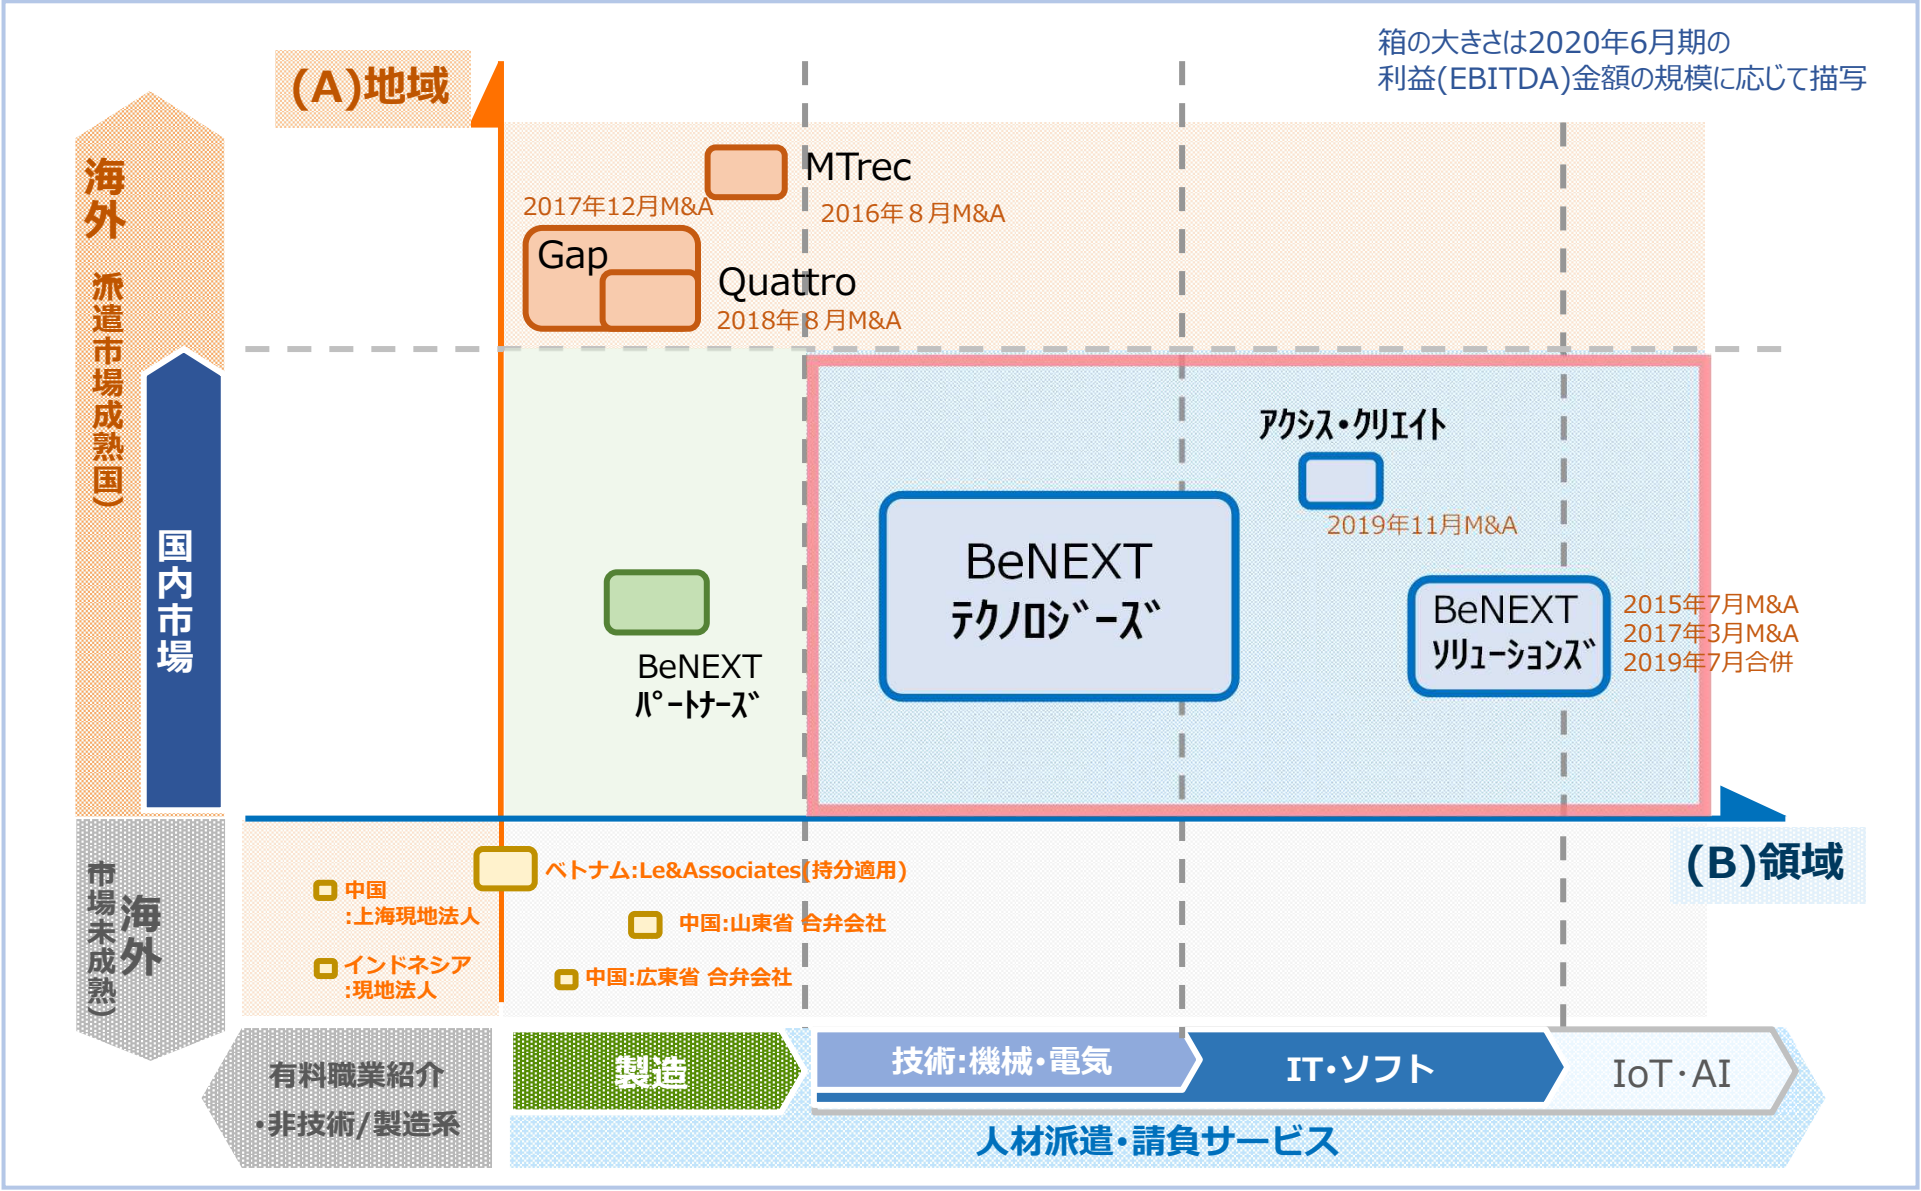 箱の大きさは2020年6月期の
利益(EBITDA)金額の規模に応じて描写
(A)地域
海外
派遣市場成熟国)
国内市場
海外
市場未成熟)
MTrec
2016年８月M&A
2017年12月M&A
Gap
Quattro
2018年８月M&A
ｱｸｼｽ・ｸﾘｴｲﾄ
2019年11月M&A
BeNEXT
ﾃｸﾉﾛｼﾞｰｽﾞ
BeNEXT
ｿﾘｭｰｼｮﾝｽﾞ
2015年7月M&A
2017年3月M&A
2019年7月合併
BeNEXT
ﾊﾟｰﾄﾅｰｽﾞ
(B)領域
ベトナム:Le&Associates(持分適用)
中国
:上海現地法人
中国:山東省 合弁会社
インドネシア
:現地法人
中国:広東省 合弁会社
有料職業紹介
・非技術/製造系
製造
技術:機械・電気
IT・ソフト
IoT・AI
人材派遣・請負サービス